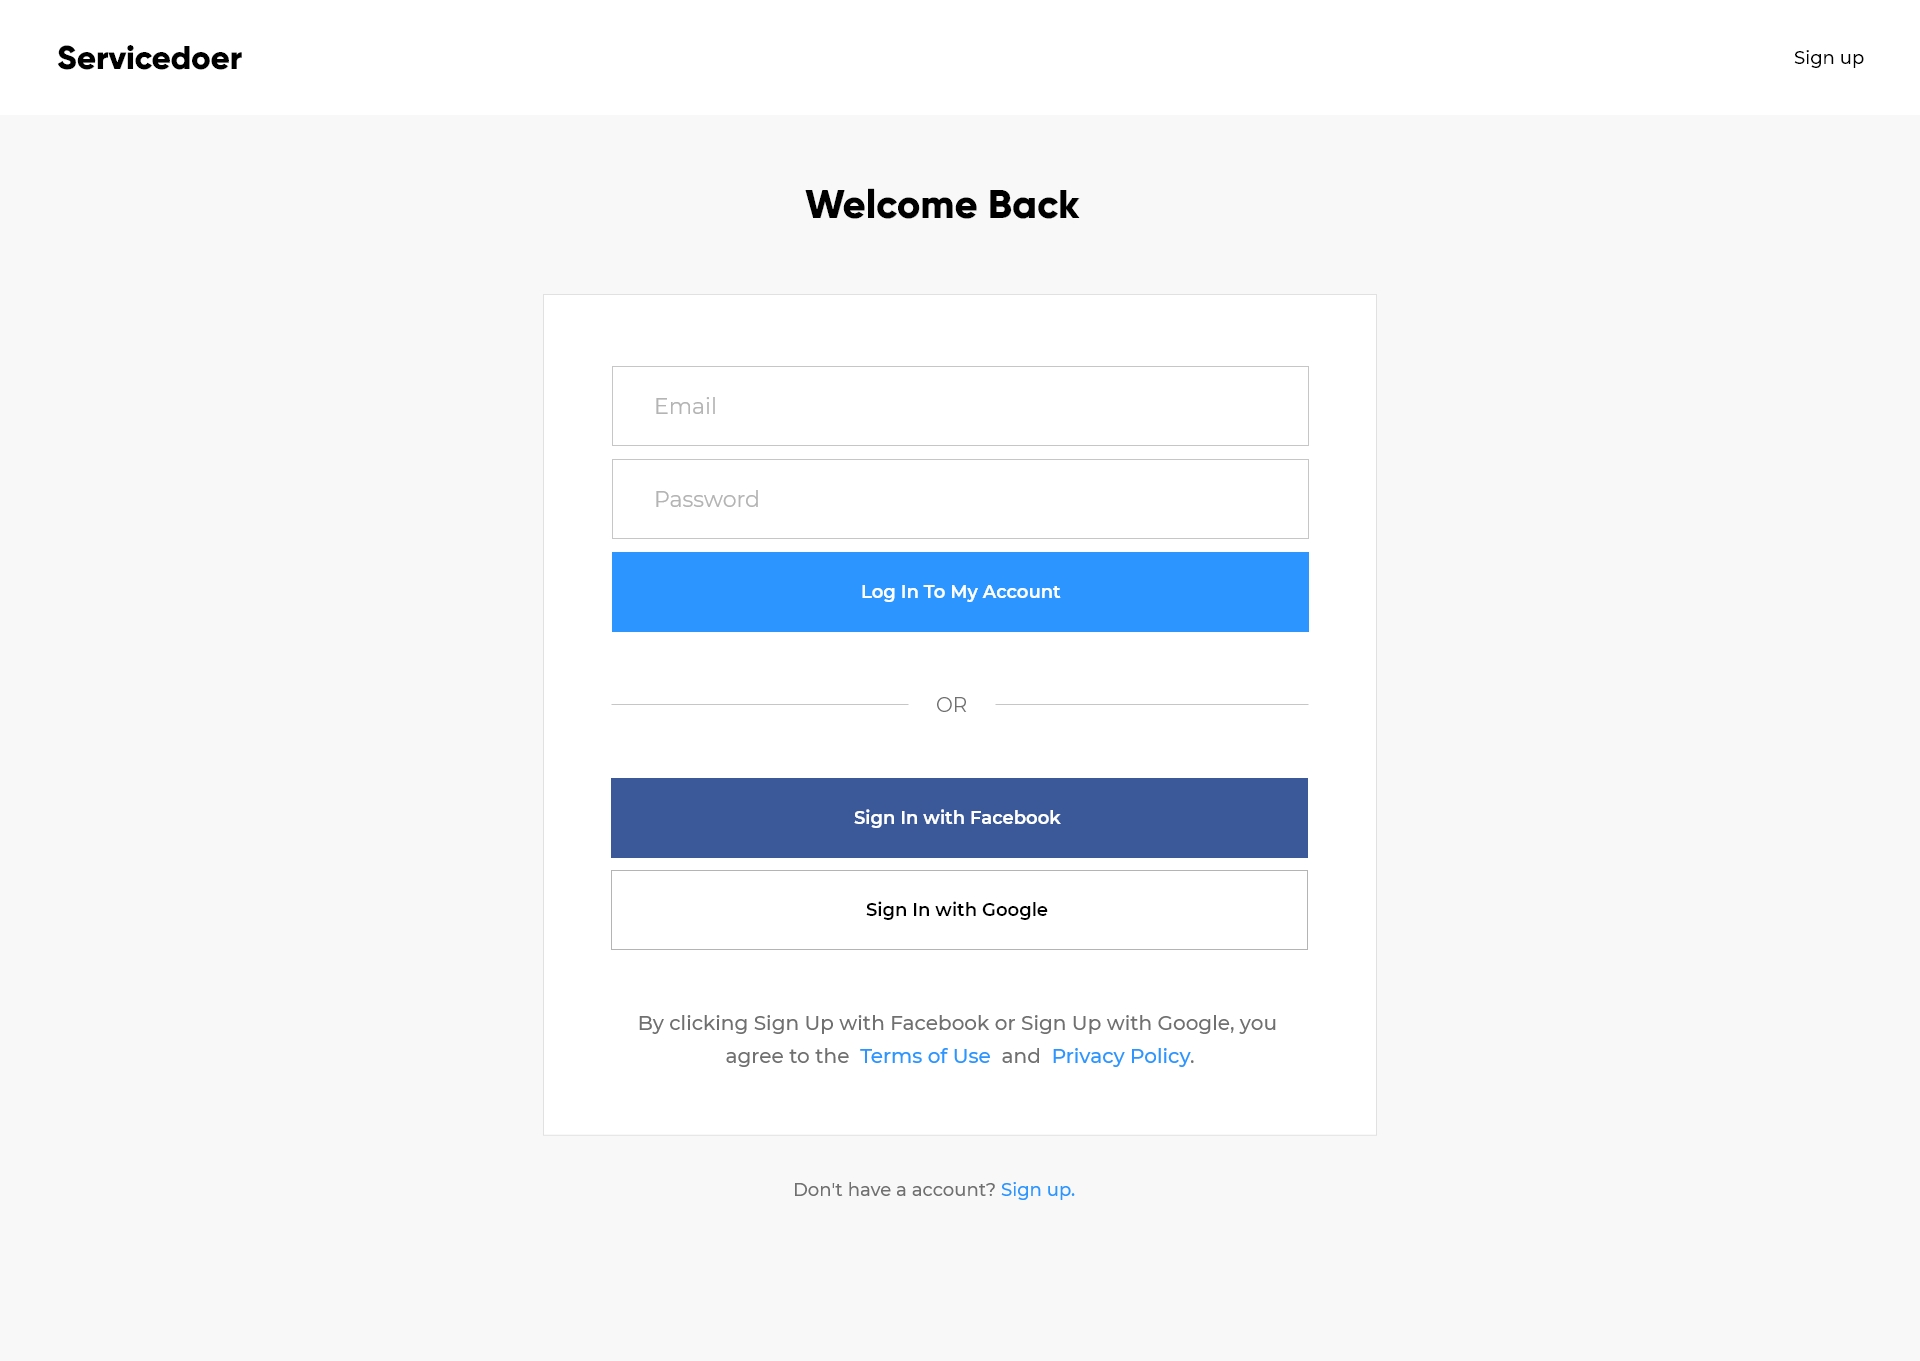 Servicedoer
Sign up
Welcome Back
Email
Password
Log In To My Account
OR
Sign In with Facebook
Sign In with Google
By clicking Sign Up with Facebook or Sign Up with Google, you
agree to the Terms of Use and Privacy Policy.
Don't have a account? Sign up.